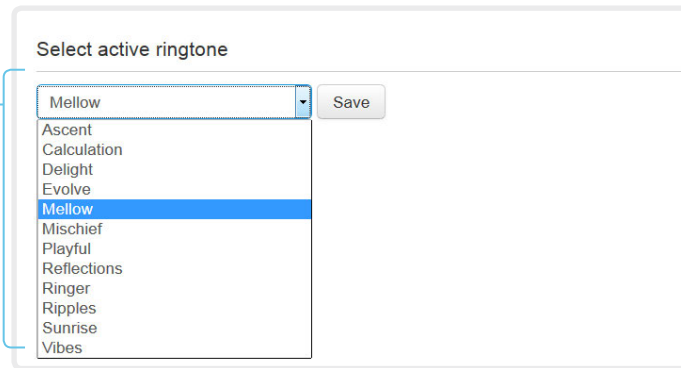 Select active ringtone
Mellow Save
Ascent
Calculation
Delight
Evolve
Mellow
Mischief
Playful
Reflections
Ringer
Ripples
Sunrise
Vibes